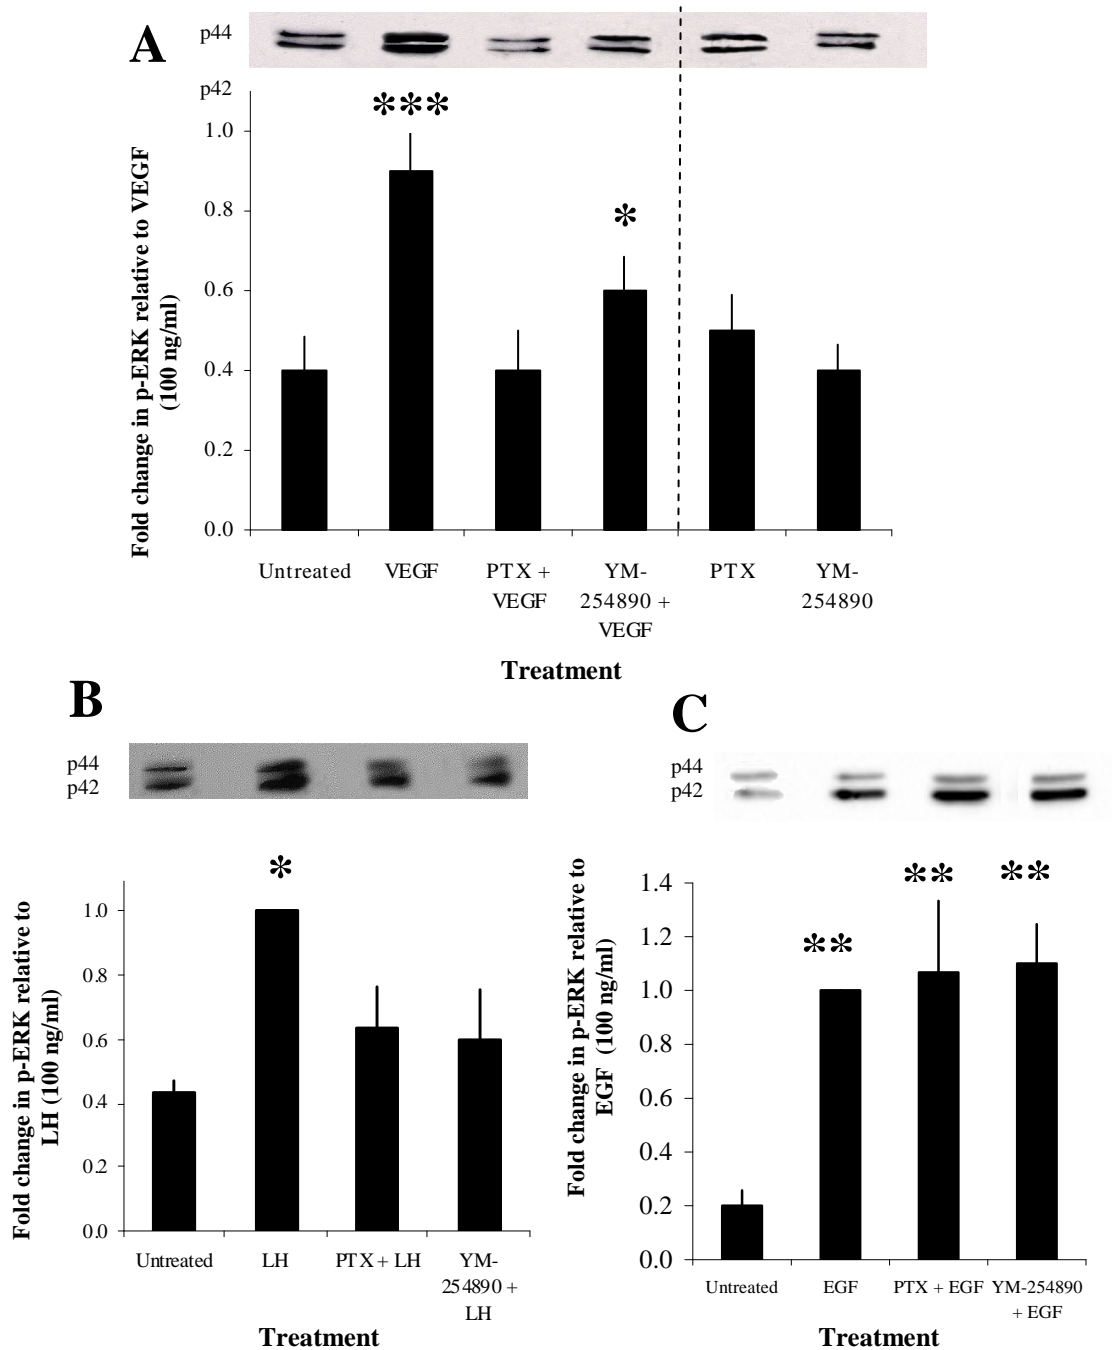 A
p44
p42
***
*
1.0
0.8
0.6
0.4
0.2
0.0
Fold change in p-ERK relative to VEGF
(100 ng/ml)
Untreated
VEGF
PTX +
VEGF
YM-
254890 +
VEGF
PTX
YM-
254890
Treatment
B
p44
p42
*
1.0
0.8
0.6
0.4
0.2
0.0
Fold change in p-ERK relative to
LH (100 ng/ml)
Untreated
LH
PTX + LH
YM-
254890 +
LH
Treatment
C
p44
p42
**
**
**
1.4
1.2
1.0
0.8
0.6
0.4
0.2
0.0
Fold change in p-ERK relative to
EGF (100 ng/ml)
Untreated
EGF
PTX + EGF
YM-254890
+ EGF
Treatment